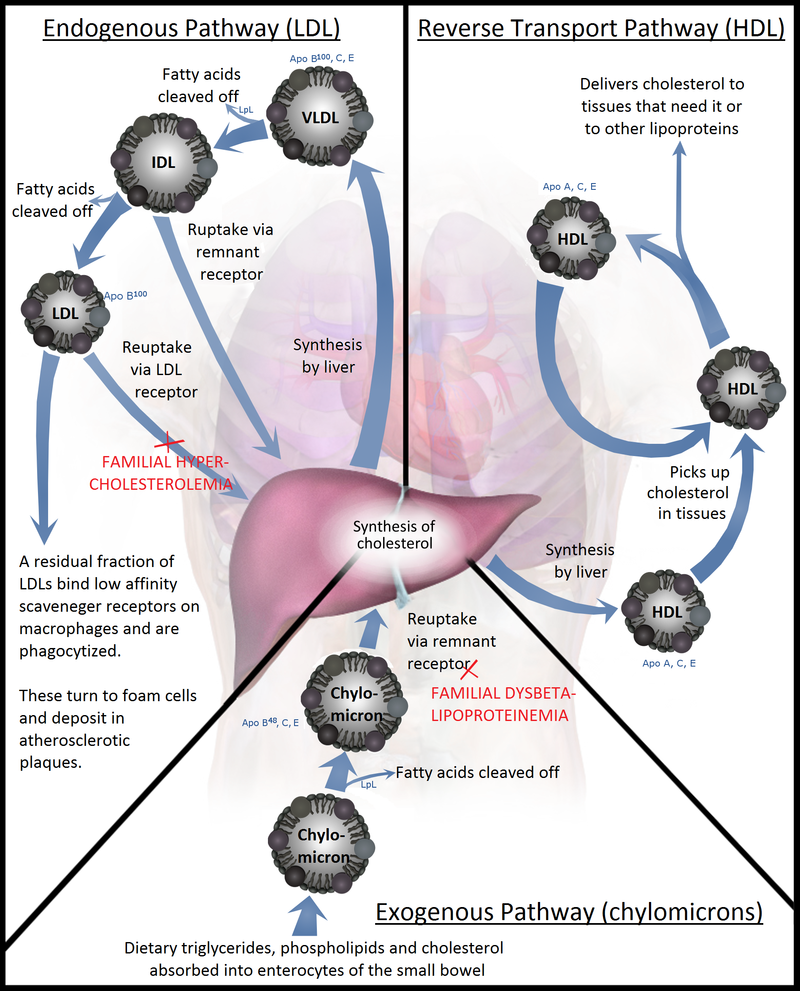 Endogenous Pathway (LDL)
Apo B100, C, E
Fatty acids
cleaved off
LpL
VLDL
IDL
Fatty acids
cleaved off
Ruptake via
remnant
receptor
LDL
Apo B100
Reuptake
via LDL
receptor
Synthesis
by liver
FAMILIAL HYPER-
CHOLESTEROLEMIA
A residual fraction of
LDLs bind low affinity
scaveneger receptors on
macrophages and are
phagocytized.
These turn to foam cells
and deposit in
atherosclerotic
plaques.
Reverse Transport Pathway (HDL)
Delivers cholesterol to
tissues that need it or
to other lipoproteins
Apo A, C, E
HDL
HDL
Picks up
cholesterol
in tissues
Synthesis
by liver
HDL
Apo A, C, E
Synthesis of
cholesterol
Reuptake
via remnant
receptor
FAMILIAL DYSBETA-
LIPOPROTEINEMIA
Chylo-
micron
Apo B48, C, E
Fatty acids cleaved off
LpL
Chylo-
micron
Exogenous Pathway (chylomicrons)
Dietary triglycerides, phospholipids and cholesterol
absorbed into enterocytes of the small bowel